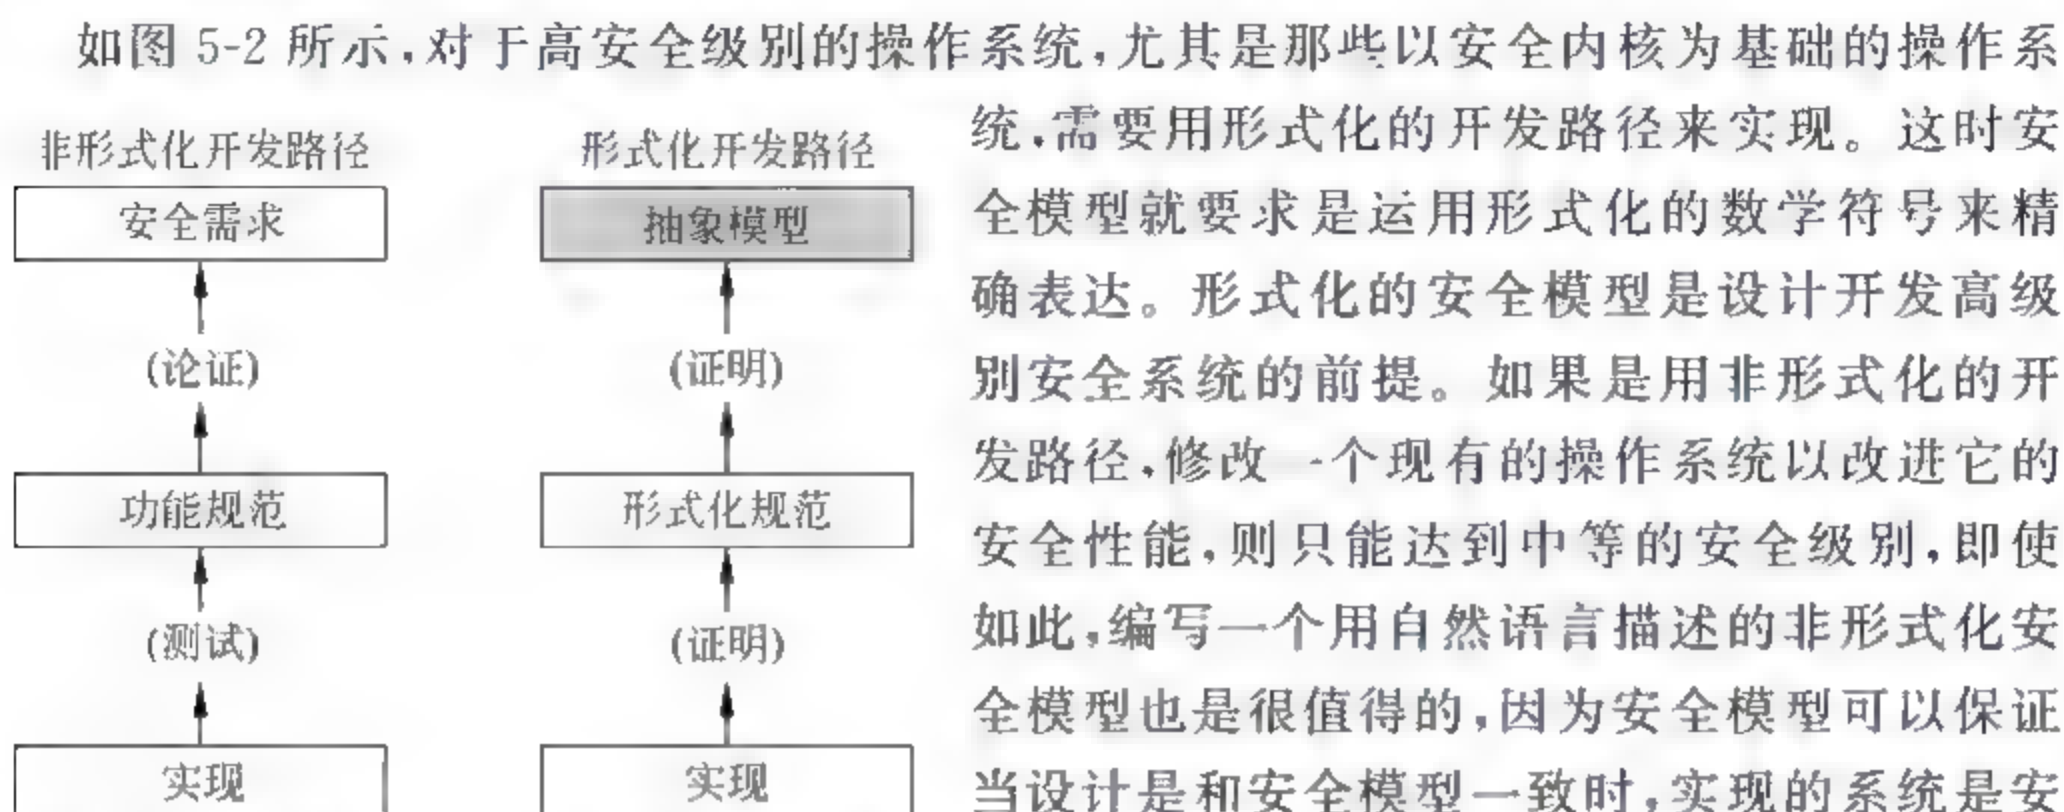 如图 5-2 所示,对于高安全级别的操作系统,尤其是那些以安全内核为基础的操作系
统,需要用形式化的开发路径来实现。这时安
全模型就要求是运用形式化的数学符号来精
确表达。形式化的安全模型是设计开发高级
别安全系统的前提。如果是用非形式化的开
发路径,修改一个现有的操作系统以改进它的
安全性能,则只能达到中等的安全级别,即使
如此,编写一个用自然语言描述的非形式化安
全模型也是很值得的,因为安全模型可以保证
当设计是和安全模型一致时,实现的系统是安
非形式化开发路径
安全需求
(论证)
功能规范
(测试)
实现
形式化开发路径
抽象模型
(证明)
形式化规范
(证明)
实现